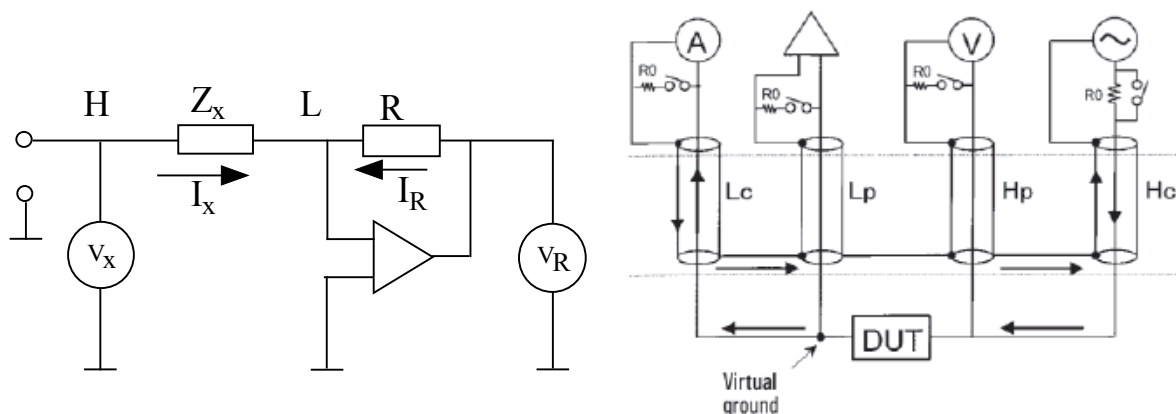 H
Zx
L
R
Ix
IR
Vx
VR
A
V
R0
R0
R0
R0
Lc
Lp
Hp
Hc
DUT
Virtual
ground